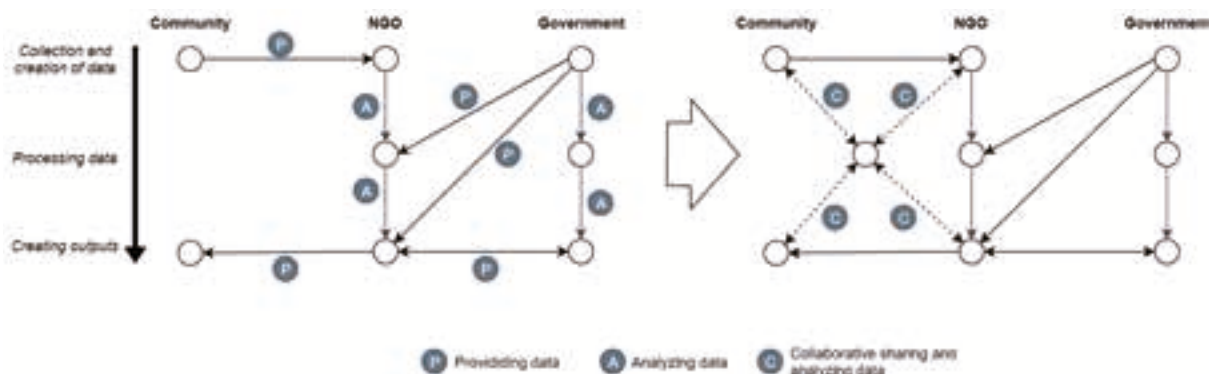 Community NGO Government Community NGO Government
Collection and
creation of data
P
A P A C C
Processing data
P
A A
C C
Creating outputs
P P
P Providing data A Analyzing data C Collaborative sharing and
analyzing data